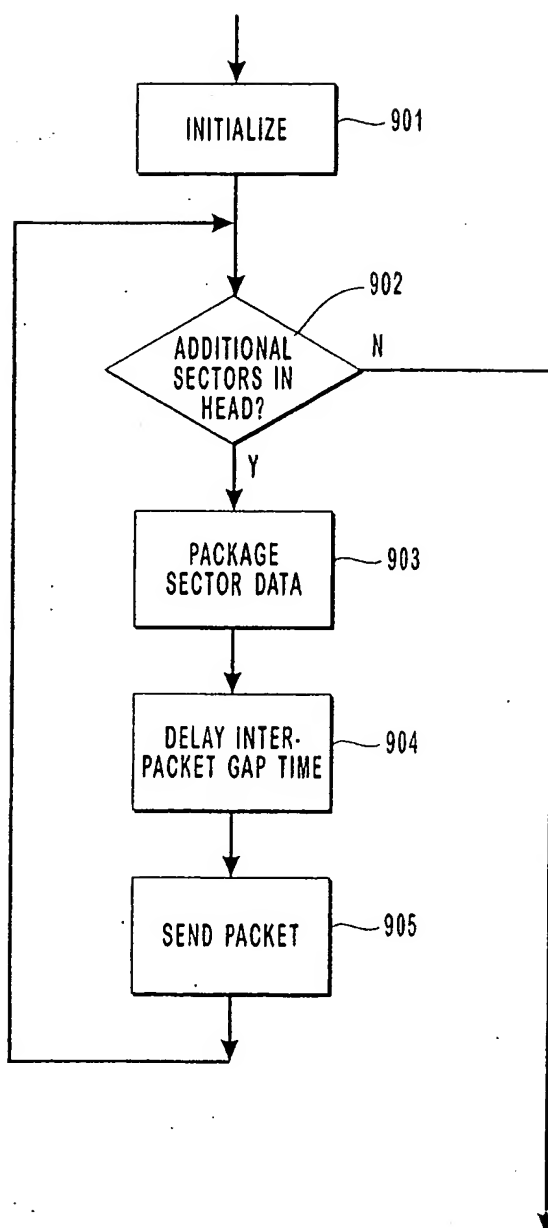 INITIALIZE
901
902
ADDITIONAL
SECTORS IN
HEAD?
N
Y
PACKAGE
SECTOR DATA
903
DELAY INTER-
PACKET GAP TIME
904
SEND PACKET
905